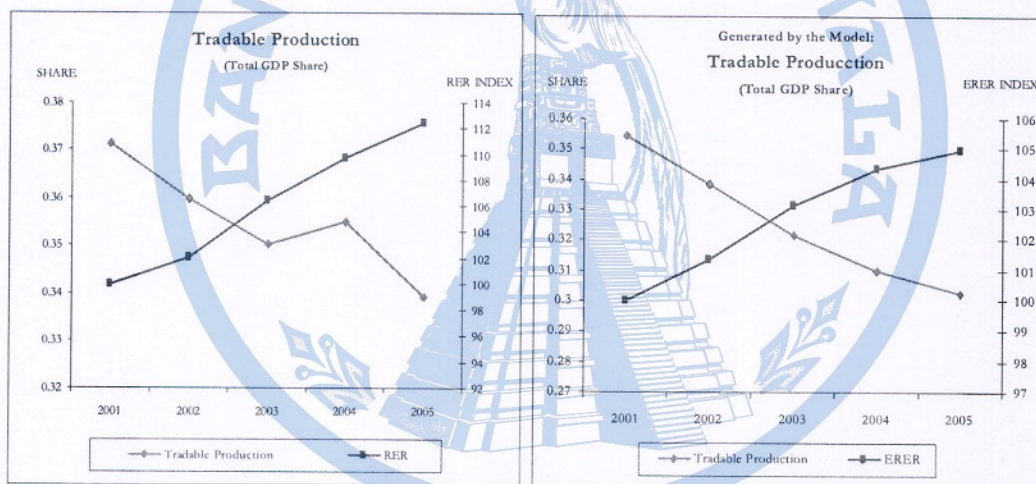 Tradable Production
(Total GDP Share)
SHARE
RER INDEX
0.38
0.37
0.36
0.35
0.34
0.33
0.32
114
112
110
108
106
104
102
100
98
96
94
92
2001 2002 2003 2004 2005
Tradable Production RER
Generated by the Model:
Tradable Producction
(Total GDP Share)
SHARE
ERER INDEX
0.36
0.35
0.34
0.33
0.32
0.31
0.3
0.29
0.28
0.27
106
105
104
103
102
101
100
99
98
97
2001 2002 2003 2004 2005
Tradable Production ERER
BAN
ALA